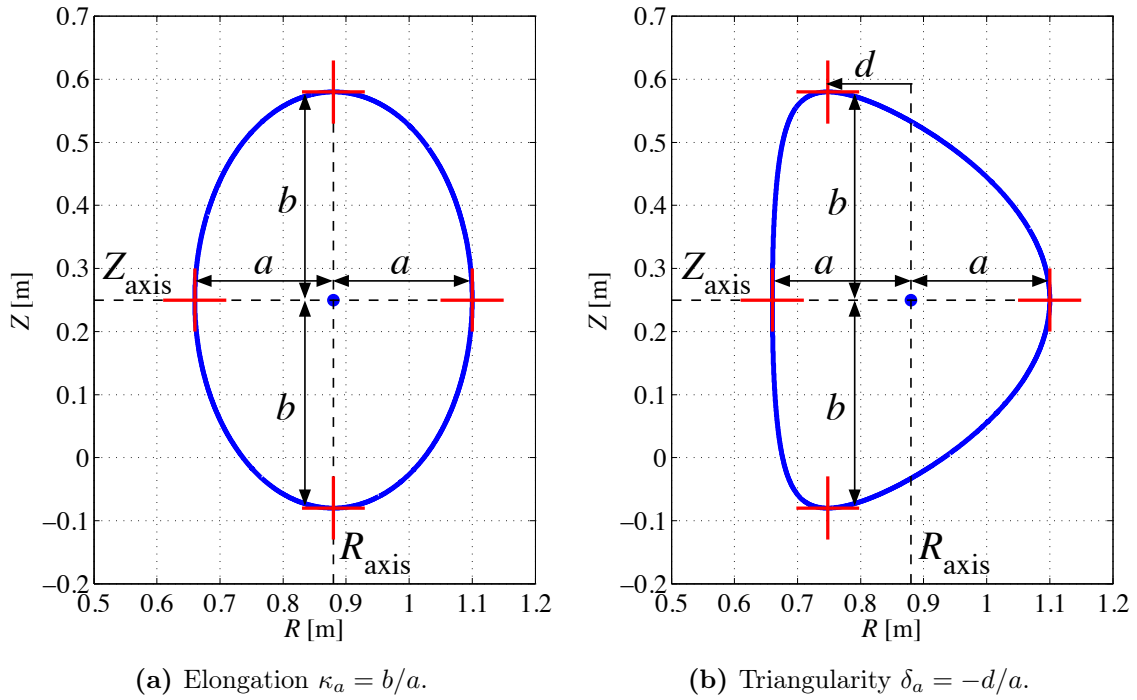 0.7
0.6
0.5
0.4
0.3
0.2
0.1
0
−0.1
−0.2
Z [m]
0.5 0.6 0.7 0.8 0.9 1 1.1 1.2
R [m]
b
a a
Z_axis
b
R_axis
(a) Elongation κ_a = b/a.
0.7
0.6
0.5
0.4
0.3
0.2
0.1
0
−0.1
−0.2
Z [m]
0.5 0.6 0.7 0.8 0.9 1 1.1 1.2
R [m]
d
b
a a
Z_axis
b
R_axis
(b) Triangularity δ_a = −d/a.